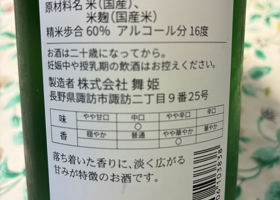 原材料名 米(国産)、
米麹(国産米)
精米歩合 60% アルコール分 16度
お酒は二十歳になってから。
妊娠中や授乳期の飲酒はお控えください。
製造者 株式会社 舞姫
長野県諏訪市諏訪二丁目9番25号
味 やや甘口 中口 やや辛口 辛口
○
香 穏やか 普通 やや華やか 華やか
○
落ち着いた香りに、淡く広がる
甘みが特徴のお酒です。